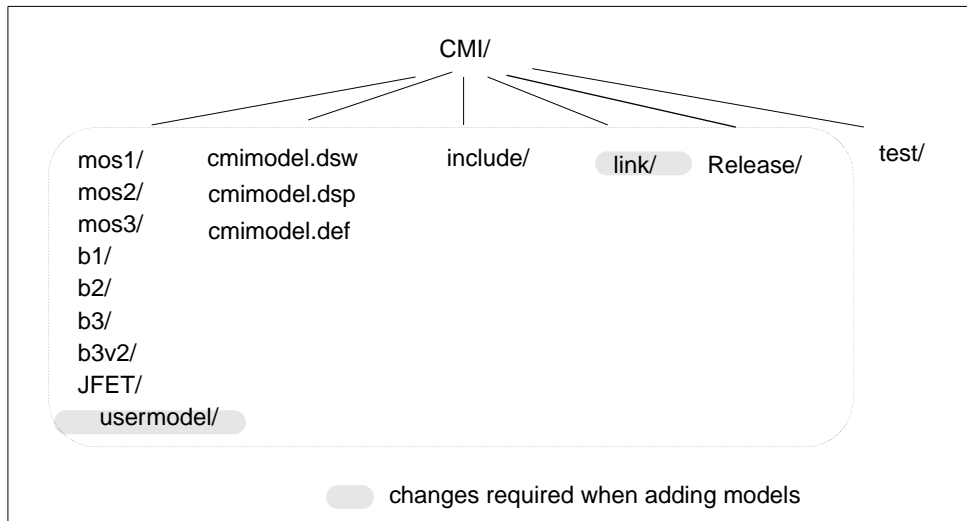 CMI/
mos1/
mos2/
mos3/
b1/
b2/
b3/
b3v2/
JFET/
usermodel/
cmimodel.dsw
cmimodel.dsp
cmimodel.def
include/
link/
Release/
test/
changes required when adding models